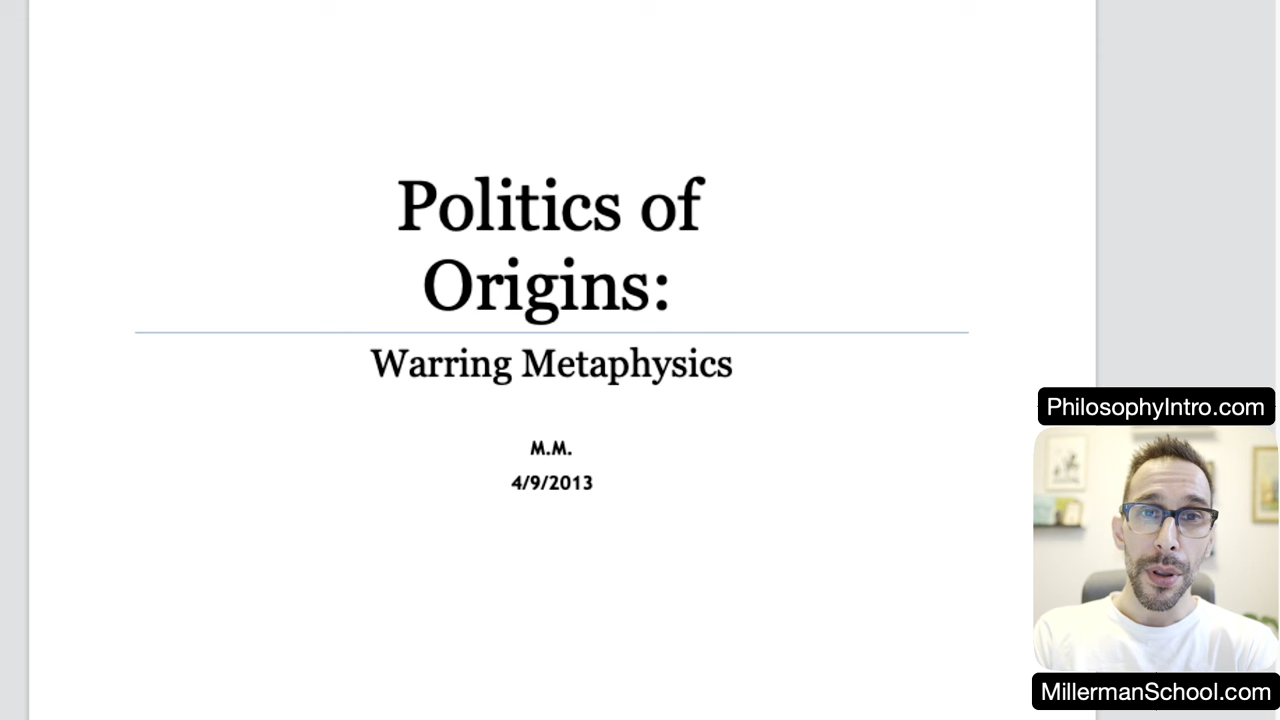 Politics of
Origins:
Warring Metaphysics
M.M.
4/9/2013
PhilosophyIntro.com
MillermanSchool.com